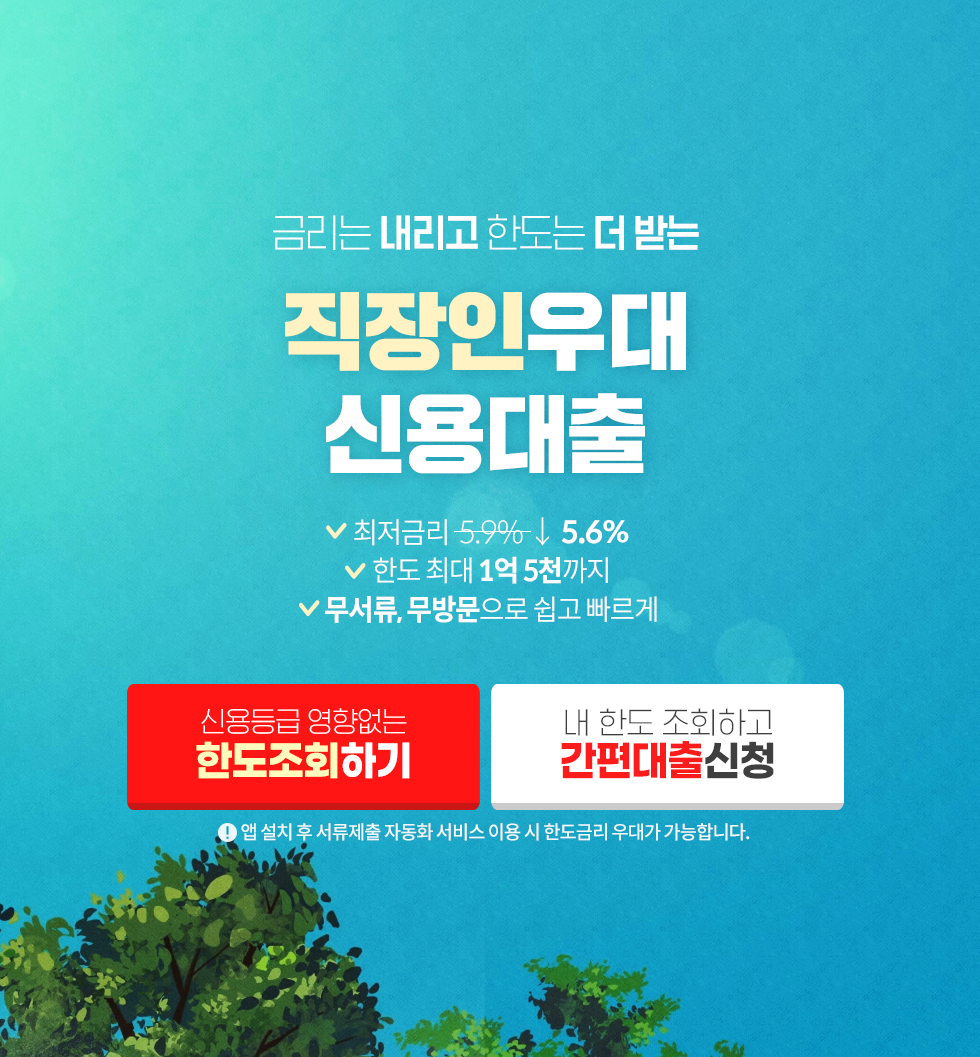 금리는 내리고 한도는 더 받는
직장인우대
신용대출
최저금리 5.9% ↓ 5.6%
한도 최대 1억 5천까지
무서류, 무방문으로 쉽고 빠르게
신용등급 영향없는
한도조회하기
내 한도 조회하고
간편대출신청
! 앱 설치 후 서류제출 자동화 서비스 이용 시 한도금리 우대가 가능합니다.